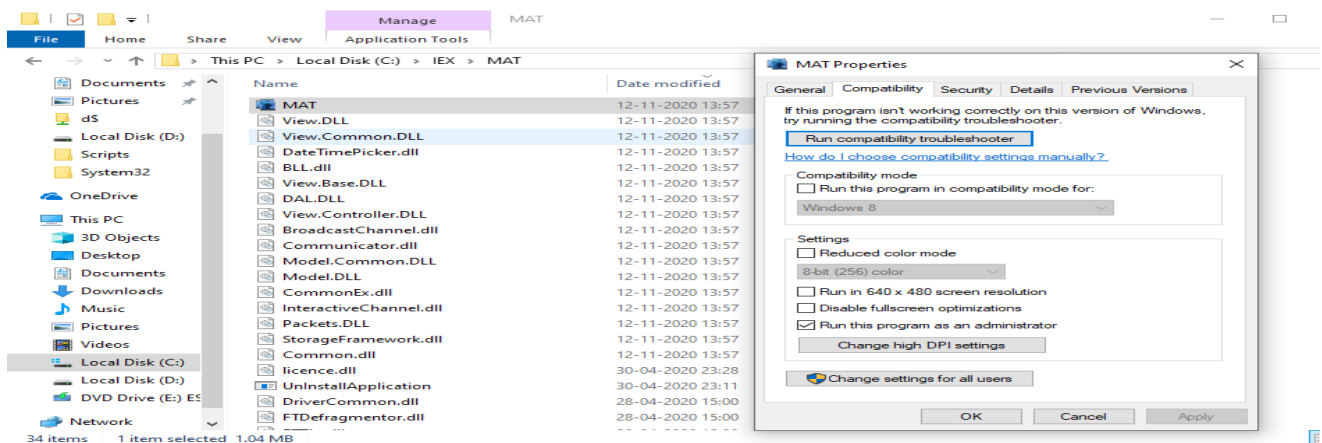 Manage
MAT
File
Home
Share
View
Application Tools
This PC > Local Disk (C:) > IEX > MAT
Documents
Pictures
d$
Local Disk (D:)
Scripts
System32
OneDrive
This PC
3D Objects
Desktop
Documents
Downloads
Music
Pictures
Videos
Local Disk (C:)
Local Disk (D:)
DVD Drive (E:) ES
Network
Name Date modified
MAT 12-11-2020 13:57
View.DLL 12-11-2020 13:57
View.Common.DLL 12-11-2020 13:57
DateTimePicker.dll 12-11-2020 13:57
BLL.dll 12-11-2020 13:57
View.Base.DLL 12-11-2020 13:57
DAL.DLL 12-11-2020 13:57
View.Controller.DLL 12-11-2020 13:57
BroadcastChannel.dll 12-11-2020 13:57
Communicator.dll 12-11-2020 13:57
Model.Common.DLL 12-11-2020 13:57
Model.DLL 12-11-2020 13:57
CommonEx.dll 12-11-2020 13:57
InteractiveChannel.dll 12-11-2020 13:57
Packets.DLL 12-11-2020 13:57
StorageFramework.dll 12-11-2020 13:57
Common.dll 12-11-2020 13:57
licence.dll 30-04-2020 23:28
UnInstallApplication 30-04-2020 23:11
DriverCommon.dll 28-04-2020 15:00
FTDefragmentor.dll 28-04-2020 15:00
34 items 1 item selected 1.04 MB
MAT Properties
General Compatibility Security Details Previous Versions
If this program isn't working correctly on this version of Windows,
try running the compatibility troubleshooter.
Run compatibility troubleshooter
How do I choose compatibility settings manually?
Compatibility mode
Run this program in compatibility mode for:
Windows 8
Settings
Reduced color mode
8-bit (256) color
Run in 640 x 480 screen resolution
Disable fullscreen optimizations
Run this program as an administrator
Change high DPI settings
Change settings for all users
OK Cancel Apply